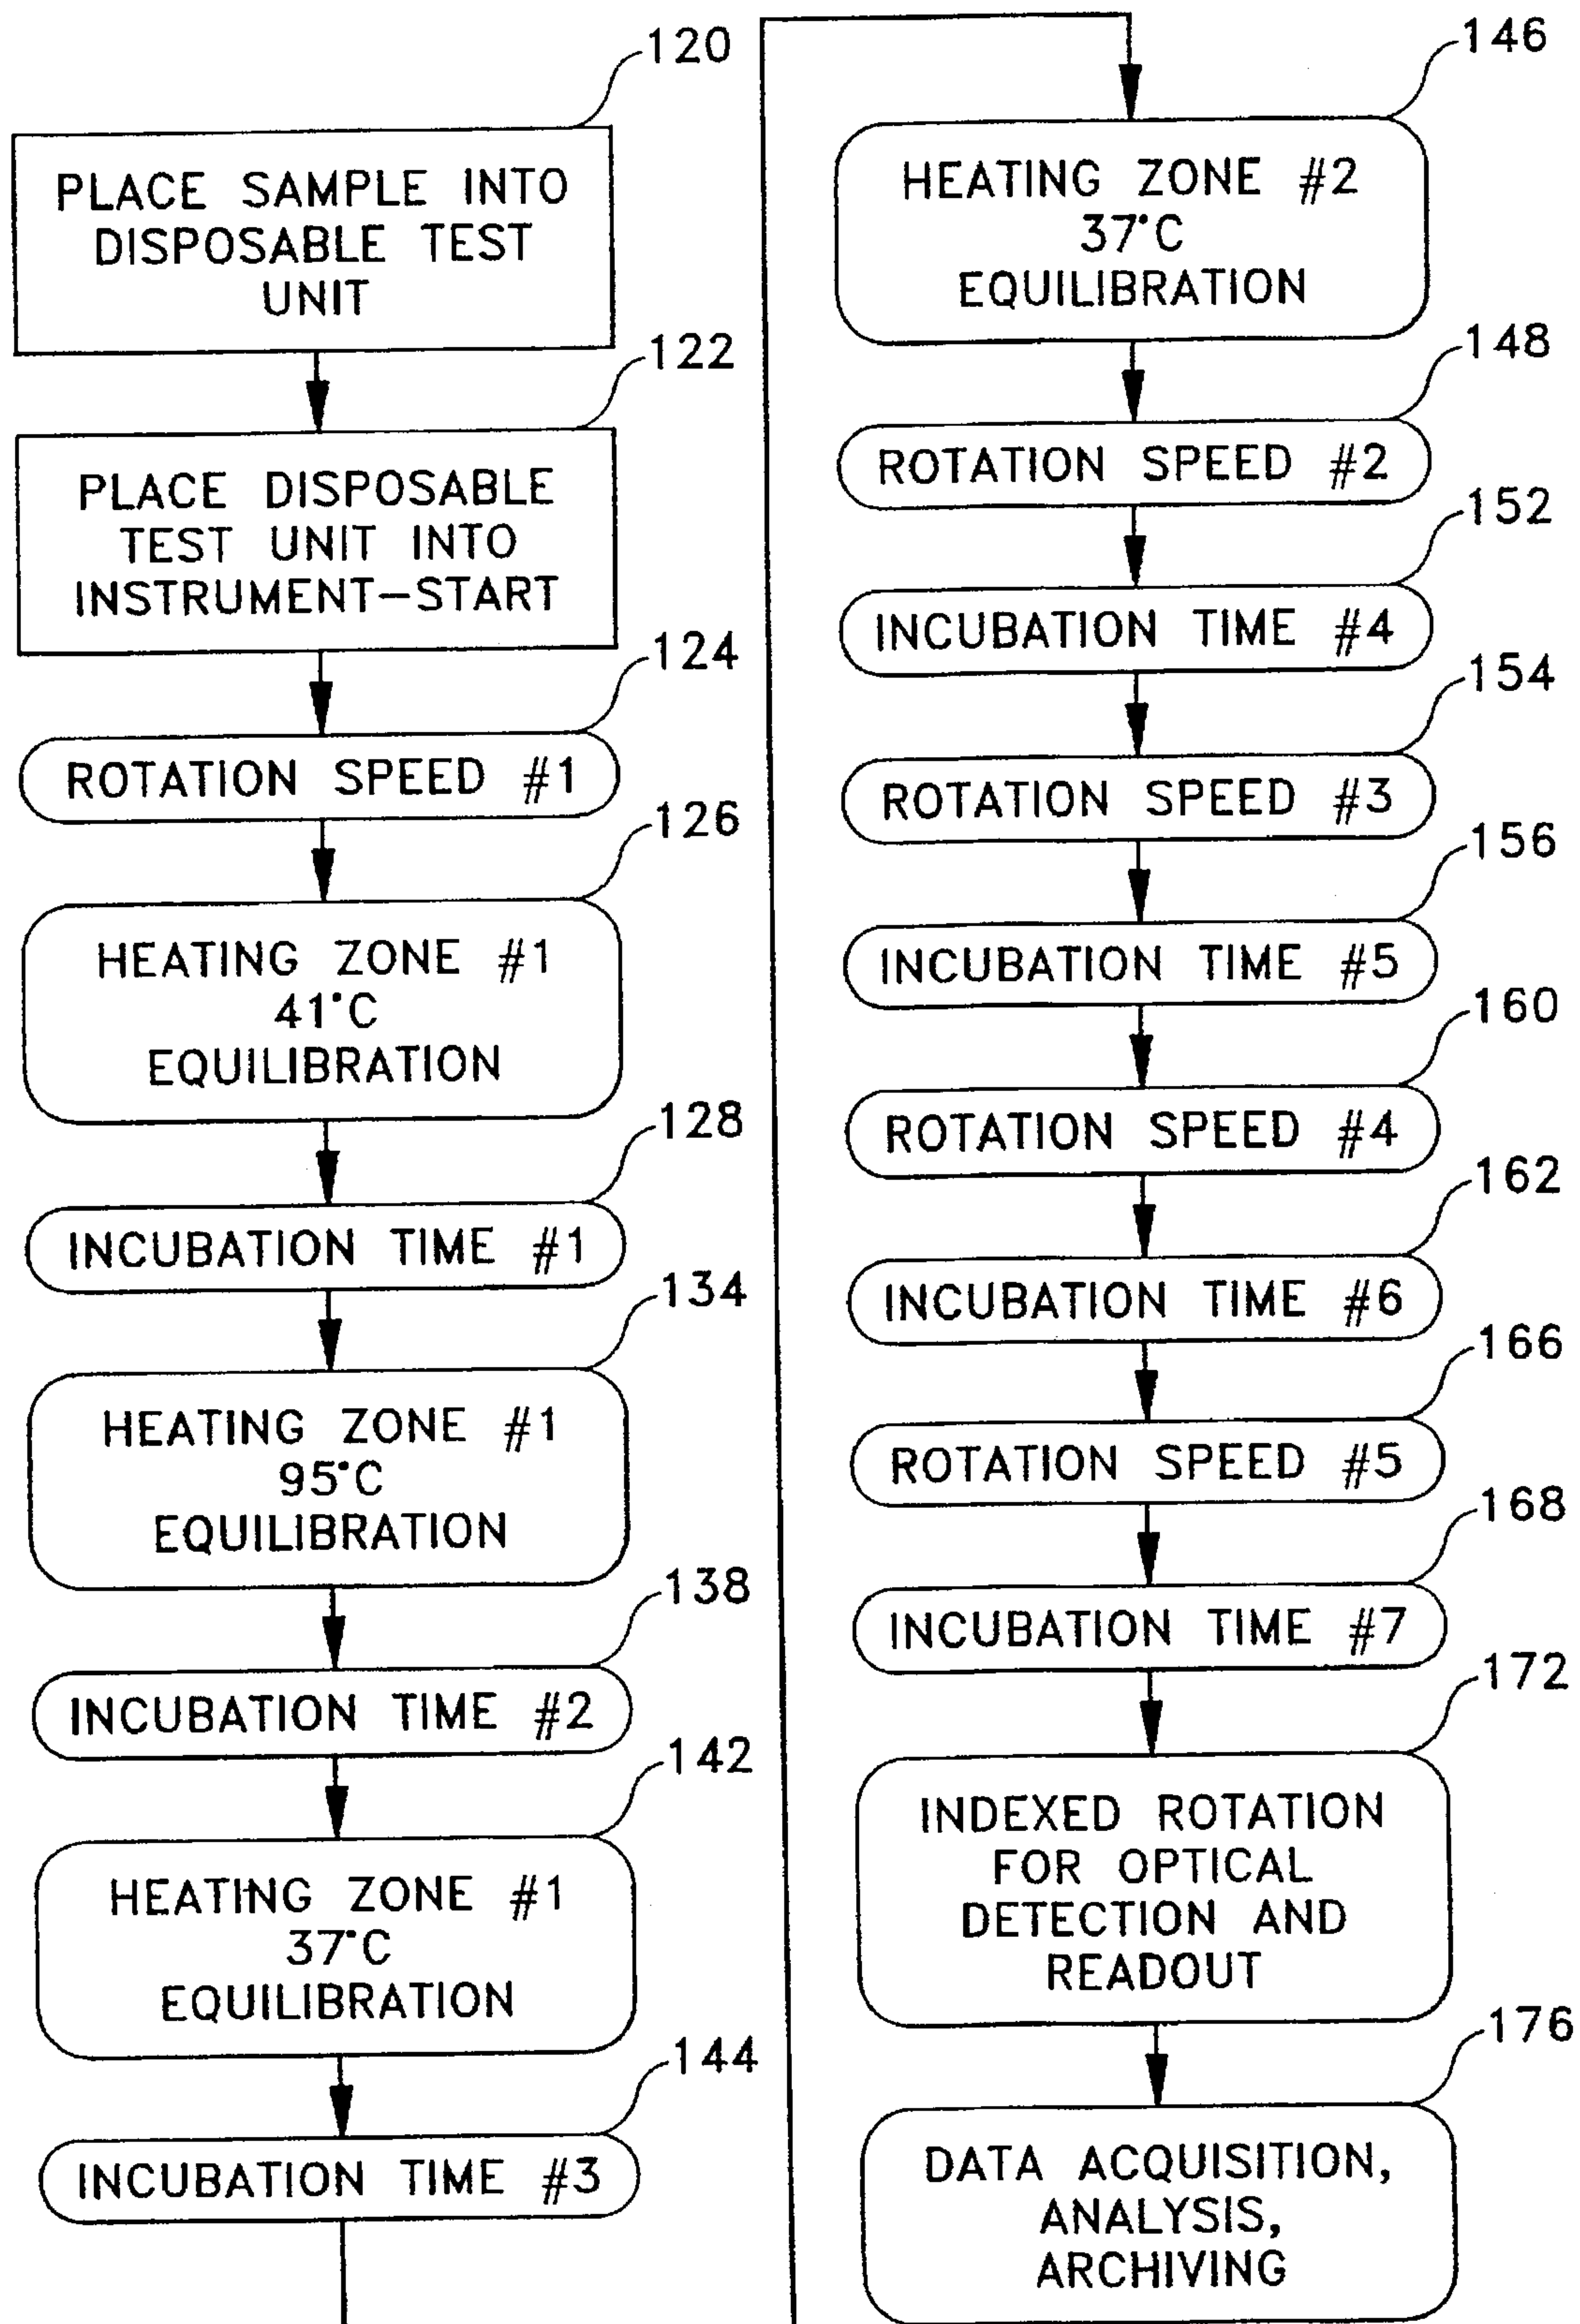 120
PLACE SAMPLE INTO
DISPOSABLE TEST
UNIT
122
PLACE DISPOSABLE
TEST UNIT INTO
INSTRUMENT-START
124
ROTATION SPEED #1
126
HEATING ZONE #1
41°C
EQUILIBRATION
128
INCUBATION TIME #1
134
HEATING ZONE #1
95°C
EQUILIBRATION
138
INCUBATION TIME #2
142
HEATING ZONE #1
37°C
EQUILIBRATION
144
INCUBATION TIME #3
146
HEATING ZONE #2
37°C
EQUILIBRATION
148
ROTATION SPEED #2
152
INCUBATION TIME #4
154
ROTATION SPEED #3
156
INCUBATION TIME #5
160
ROTATION SPEED #4
162
INCUBATION TIME #6
166
ROTATION SPEED #5
168
INCUBATION TIME #7
172
INDEXED ROTATION
FOR OPTICAL
DETECTION AND
READOUT
176
DATA ACQUISITION,
ANALYSIS,
ARCHIVING